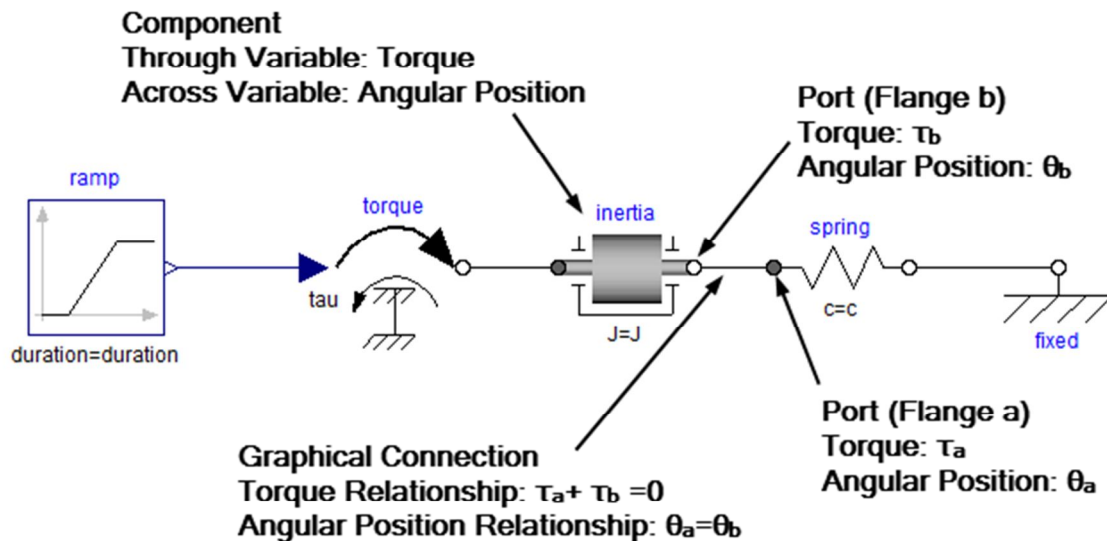 Component
Through Variable: Torque
Across Variable: Angular Position
Port (Flange b)
Torque: τb
Angular Position: θb
ramp
torque
inertia
spring
tau
J=J
c=c
fixed
duration=duration
Port (Flange a)
Torque: τa
Angular Position: θa
Graphical Connection
Torque Relationship: τa+ τb =0
Angular Position Relationship: θa=θb